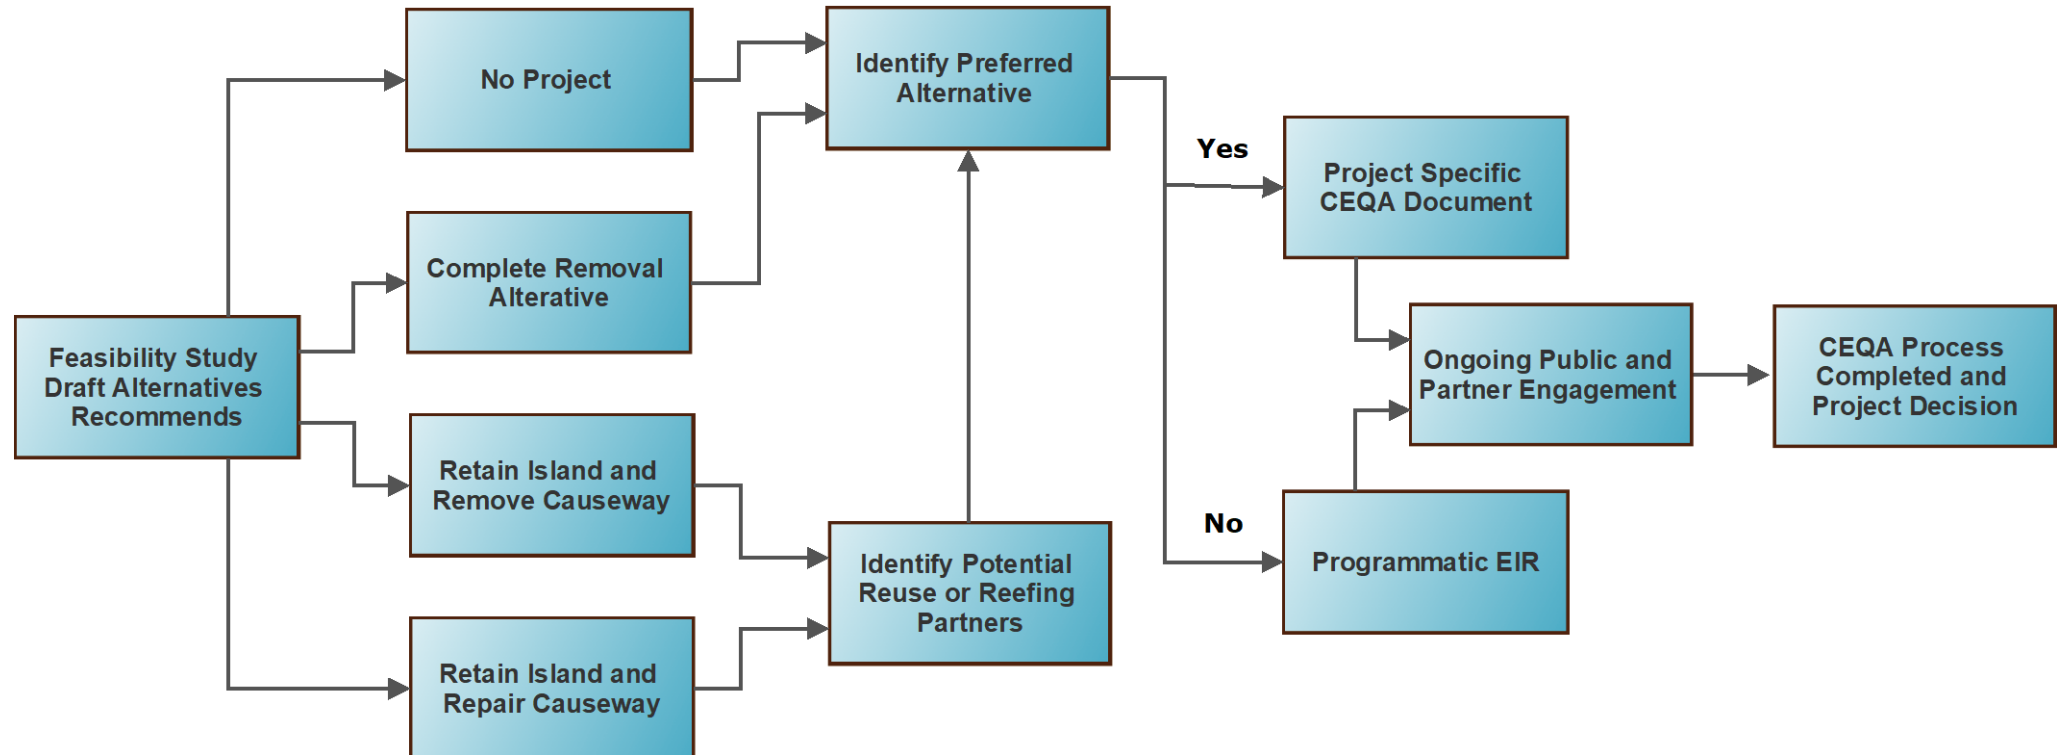 No Project
Identify Preferred
Alternative
Yes
Project Specific
CEQA Document
Complete Removal
Alterative
Feasibility Study
Draft Alternatives
Recommends
Ongoing Public and
Partner Engagement
CEQA Process
Completed and
Project Decision
Retain Island and
Remove Causeway
No
Identify Potential
Reuse or Reefing
Partners
Programmatic EIR
Retain Island and
Repair Causeway